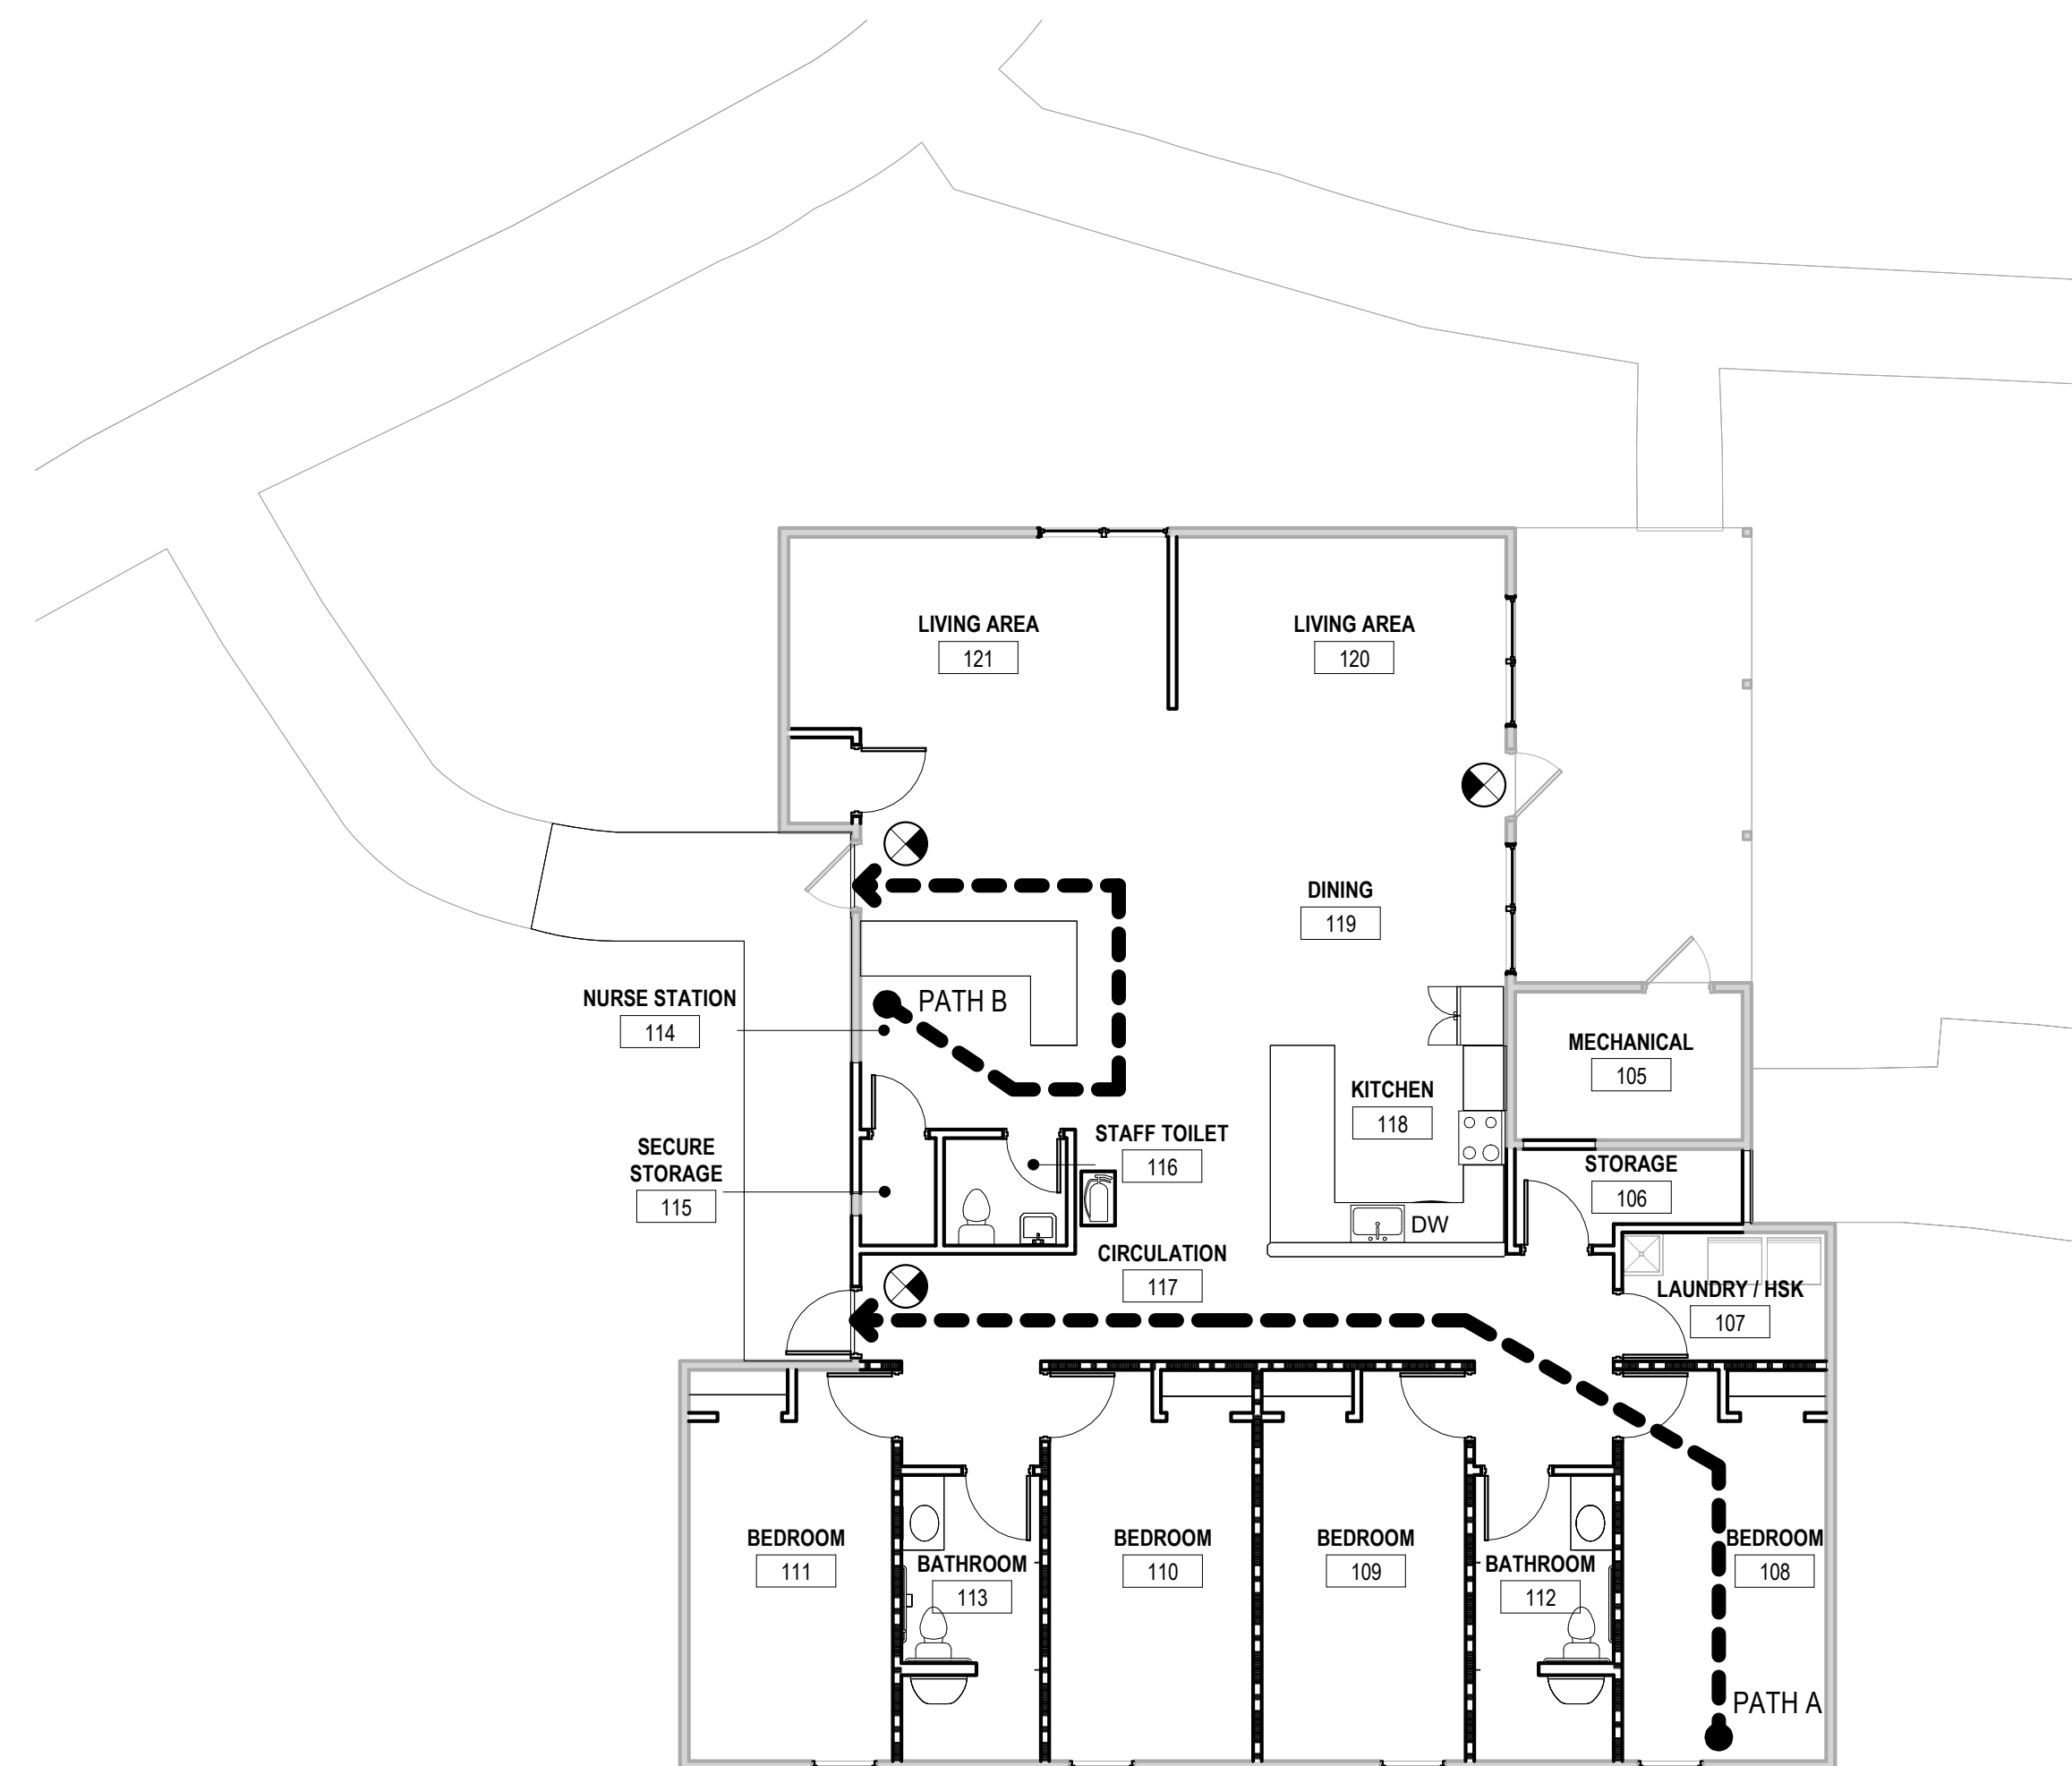 LIVING AREA
121
LIVING AREA
120
DINING
119
NURSE STATION
114
PATH B
MECHANICAL
105
KITCHEN
118
STAFF TOILET
116
SECURE
STORAGE
115
STORAGE
106
DW
CIRCULATION
117
LAUNDRY / HSK
107
BEDROOM
111
BATHROOM
113
BEDROOM
110
BEDROOM
109
BATHROOM
112
BEDROOM
108
PATH A